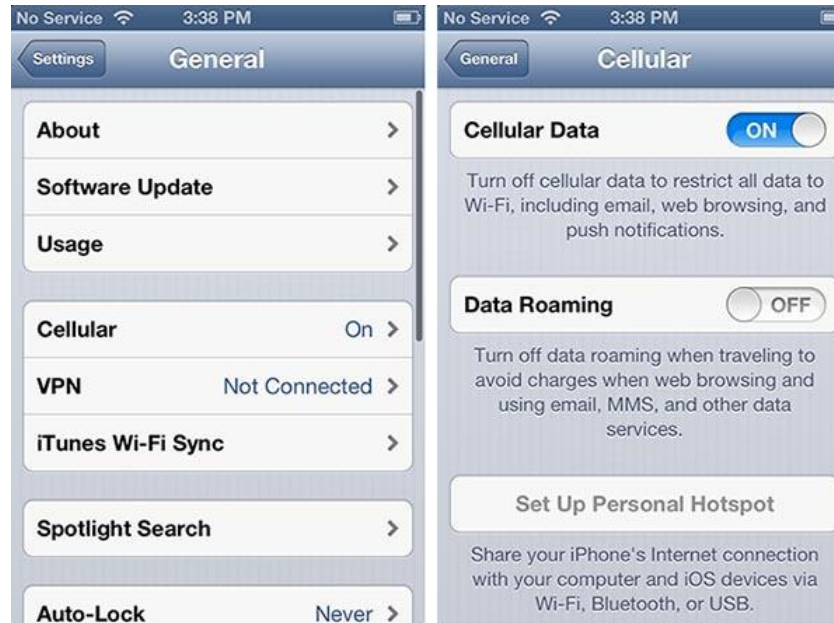 No Service 3:38 PM
Settings General
About
Software Update
Usage
Cellular On
VPN Not Connected
iTunes Wi-Fi Sync
Spotlight Search
Auto-Lock Never
No Service 3:38 PM
General Cellular
Cellular Data ON
Turn off cellular data to restrict all data to
Wi-Fi, including email, web browsing, and
push notifications.
Data Roaming OFF
Turn off data roaming when traveling to
avoid charges when web browsing and
using email, MMS, and other data
services.
Set Up Personal Hotspot
Share your iPhone's Internet connection
with your computer and iOS devices via
Wi-Fi, Bluetooth, or USB.